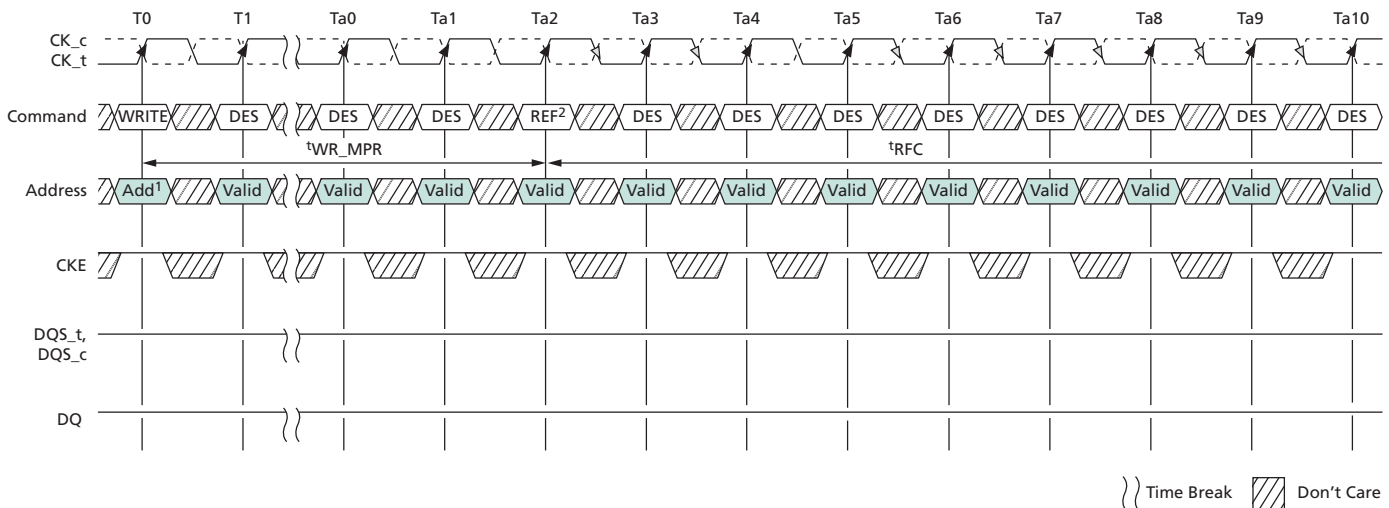 T0 T1 Ta0 Ta1 Ta2 Ta3 Ta4 Ta5 Ta6 Ta7 Ta8 Ta9 Ta10
CK_c
CK_t
Command WRITE DES DES DES REF² DES DES DES DES DES DES DES DES
ᵗWR_MPR ᵗRFC
Address Add¹ Valid Valid Valid Valid Valid Valid Valid Valid Valid Valid Valid Valid
CKE
DQS_t,
DQS_c
DQ
Time Break Don't Care